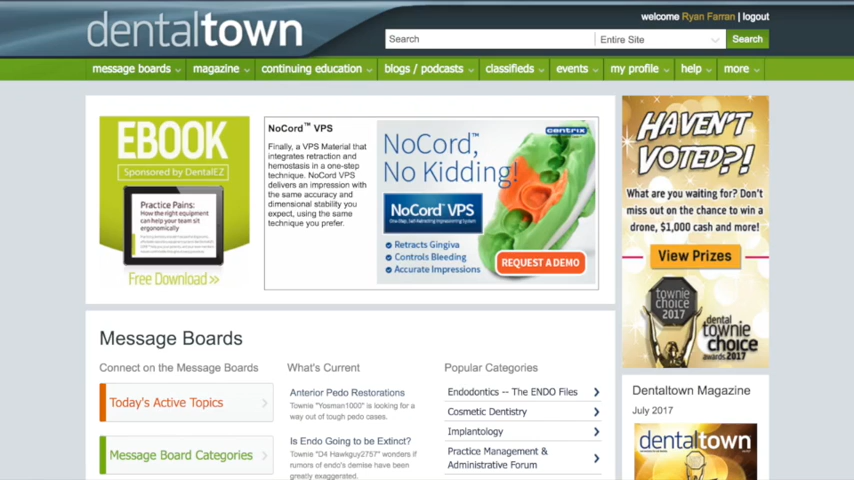 welcome Ryan Farran | logout
dentaltown
Search
Entire Site
Search
message boards
magazine
continuing education
blogs / podcasts
classifieds
events
my profile
help
more
EBOOK
Sponsored by DentalEZ
Practice Pains:
How the right equipment
can help your team sit
ergonomically
Free Download >>
NoCord™ VPS
Finally, a VPS Material that
integrates retraction and
hemostasis in a one-step
technique. NoCord VPS
delivers an impression with
the same accuracy and
dimensional stability you
expect, using the same
technique you prefer.
centrix
NoCord,™
No Kidding!
NoCord™ VPS
Retracts Gingiva
Controls Bleeding
Accurate Impressions
REQUEST A DEMO
HAVEN'T
VOTED?!
What are you waiting for? Don't
miss out on the chance to win a
drone, $1,000 cash and more!
View Prizes
townie
choice
2017
dental
townie
choice
awards 2017
Message Boards
Connect on the Message Boards
Today's Active Topics
Message Board Categories
What's Current
Anterior Pedo Restorations
Townie "Yosman1000" is looking for a
way out of tough pedo cases.
Is Endo Going to be Extinct?
Townie "D4 Hawkguy2757" wonders if
rumors of endo's demise have been
greatly exaggerated.
Popular Categories
Endodontics -- The ENDO Files
Cosmetic Dentistry
Implantology
Practice Management &
Administrative Forum
Dentaltown Magazine
July 2017
dentaltown